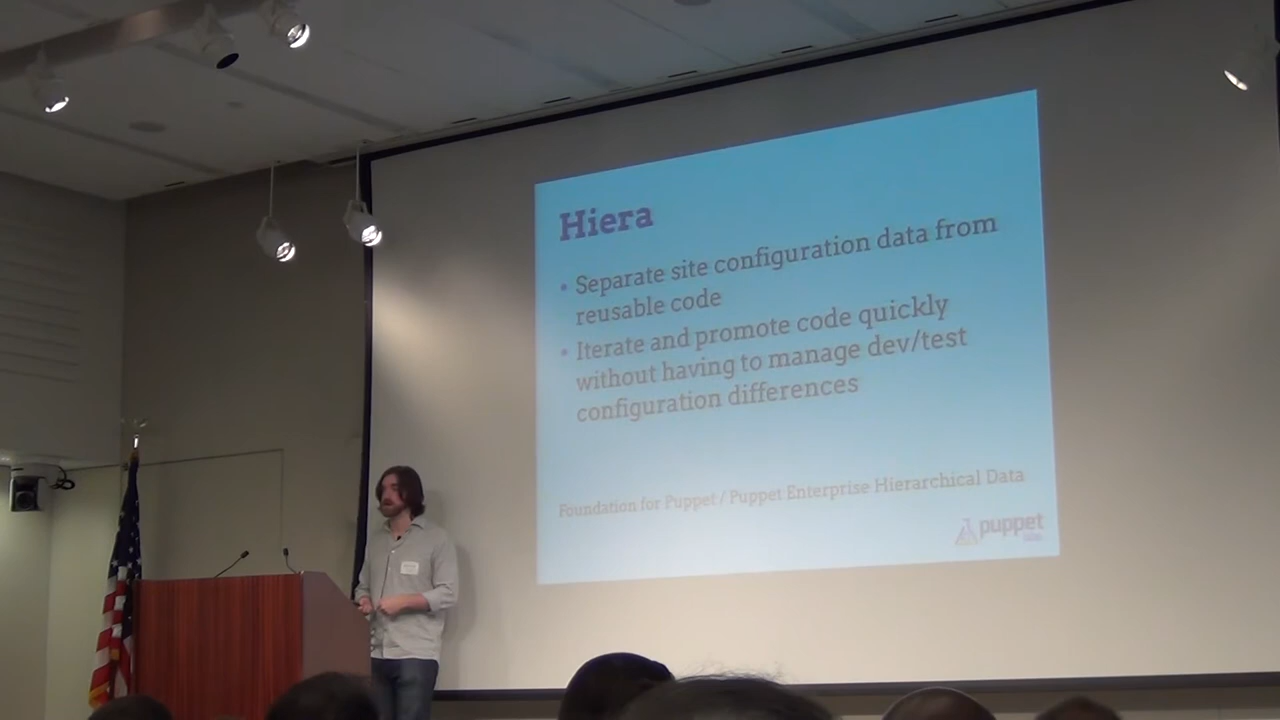 Hiera
• Separate site configuration data from
reusable code
• Iterate and promote code quickly
without having to manage dev/test
configuration differences
Foundation for Puppet / Puppet Enterprise Hierarchical Data
puppet
labs